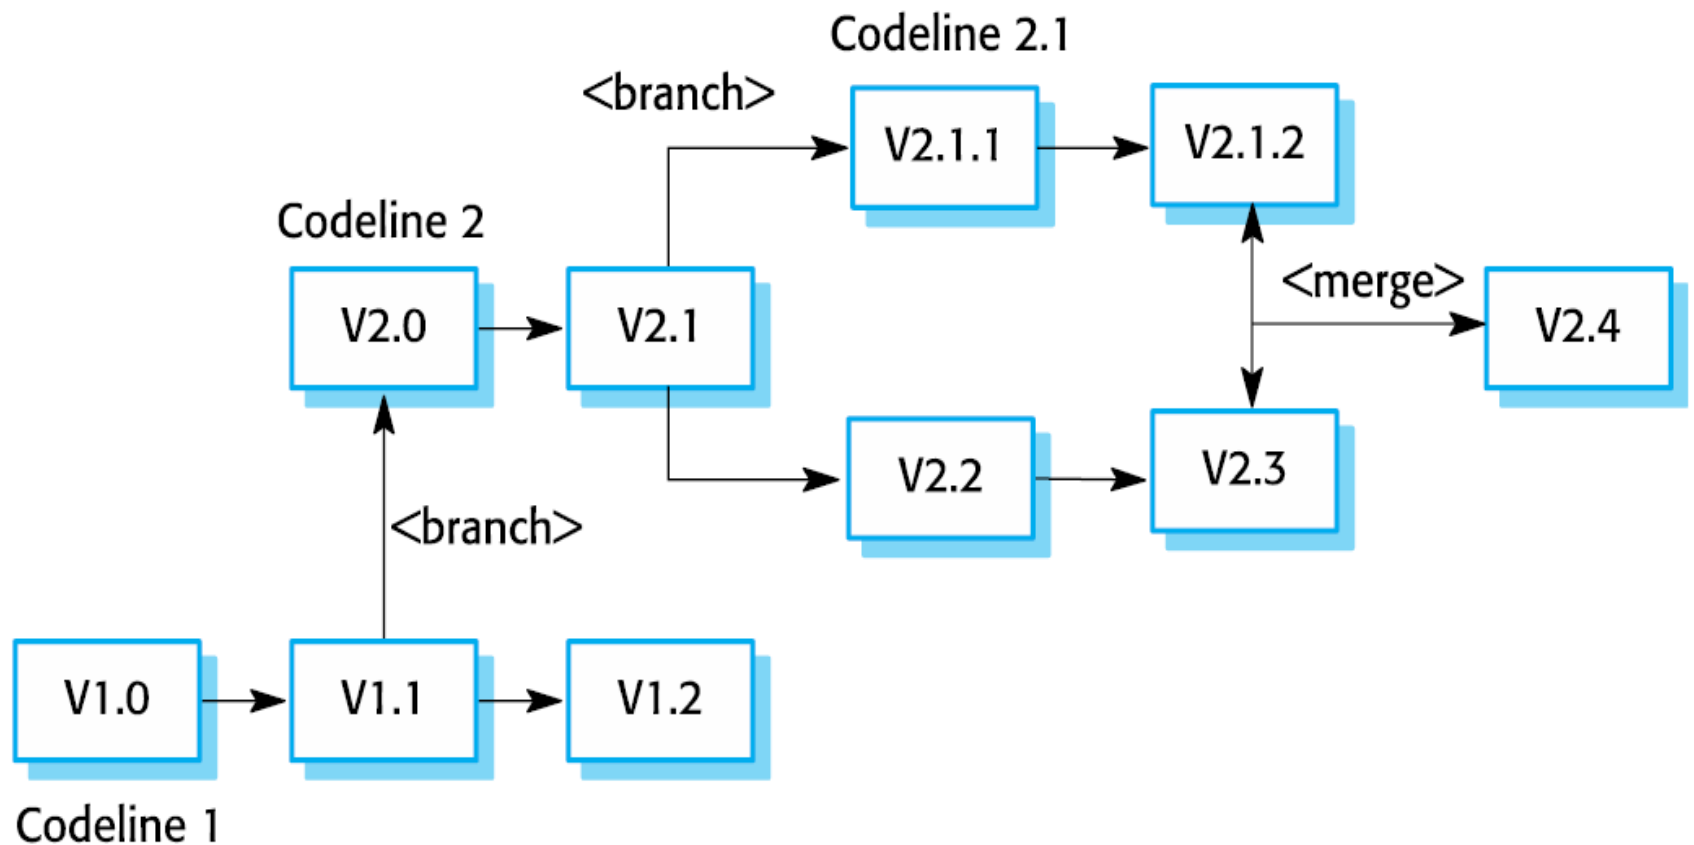 Codeline 2.1
<branch>
V2.1.1
V2.1.2
Codeline 2
<merge>
V2.0
V2.1
V2.4
V2.2
V2.3
<branch>
V1.0
V1.1
V1.2
Codeline 1